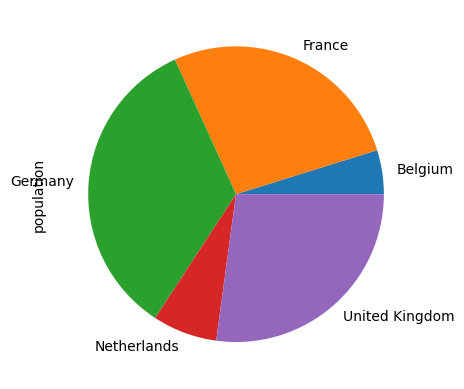 France
Belgium
Germany
population
United Kingdom
Netherlands